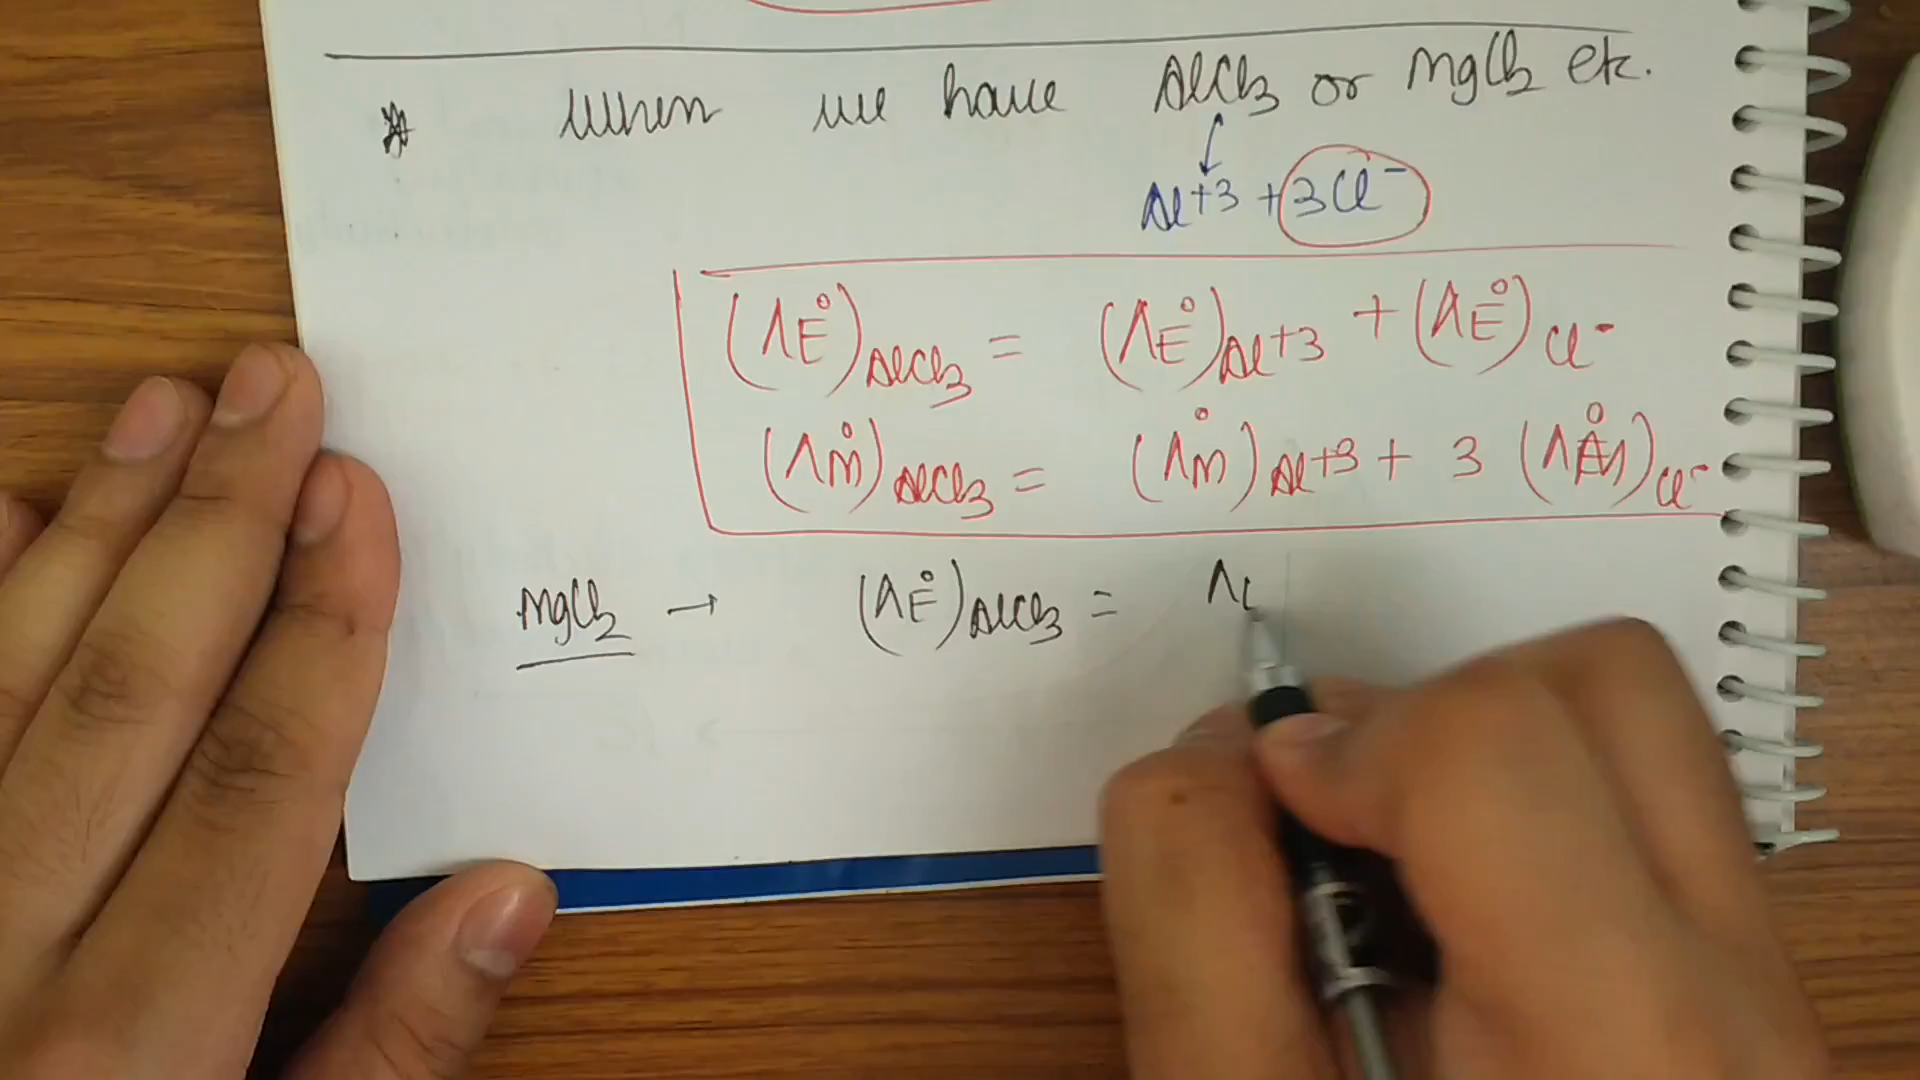 When we have AlCl3 or MgCl2 etc.
Al+3 + 3Cl-
(ΛE°)AlCl3 = (ΛE°)Al+3 + (ΛE°)Cl-
(Λm°)AlCl3 = (Λm°)Al+3 + 3 (Λm°)Cl-
MgCl2 → (ΛE°)AlCl3 = Λ